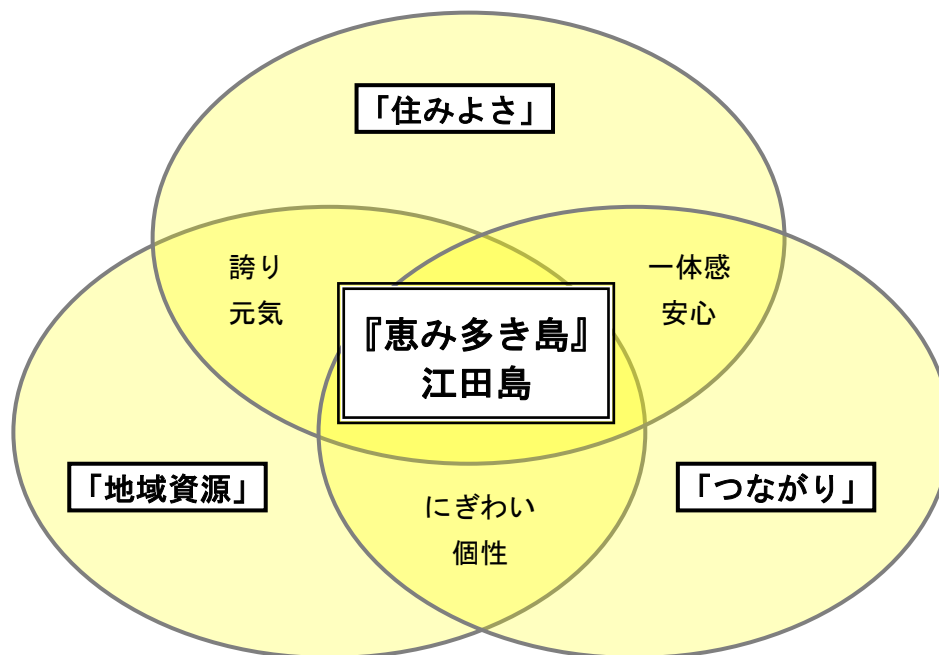 「住みよさ」
誇り
元気
一体感
安心
『恵み多き島』
江田島
「地域資源」
「つながり」
にぎわい
個性